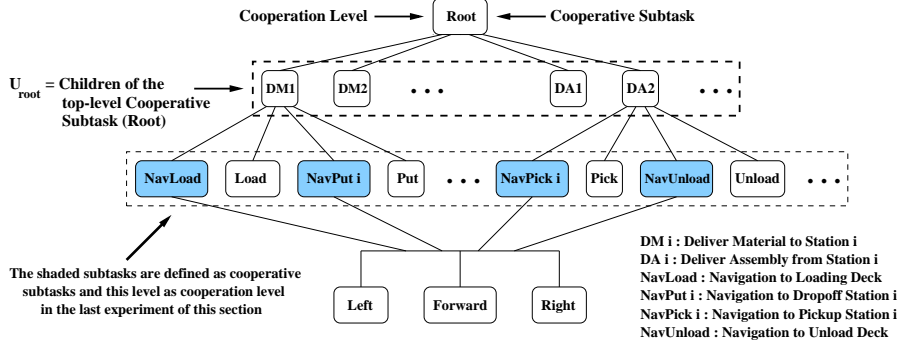 Cooperation Level
Root
Cooperative Subtask
U root = Children of the
top-level Cooperative
Subtask (Root)
DM1
DM2
• • •
DA1
DA2
• • •
NavLoad
Load
NavPut i
Put
• • •
NavPick i
Pick
NavUnload
Unload
• • •
The shaded subtasks are defined as cooperative
subtasks and this level as cooperation level
in the last experiment of this section
Left
Forward
Right
DM i : Deliver Material to Station i
DA i : Deliver Assembly from Station i
NavLoad : Navigation to Loading Deck
NavPut i : Navigation to Dropoff Station i
NavPick i : Navigation to Pickup Station i
NavUnload : Navigation to Unload Deck